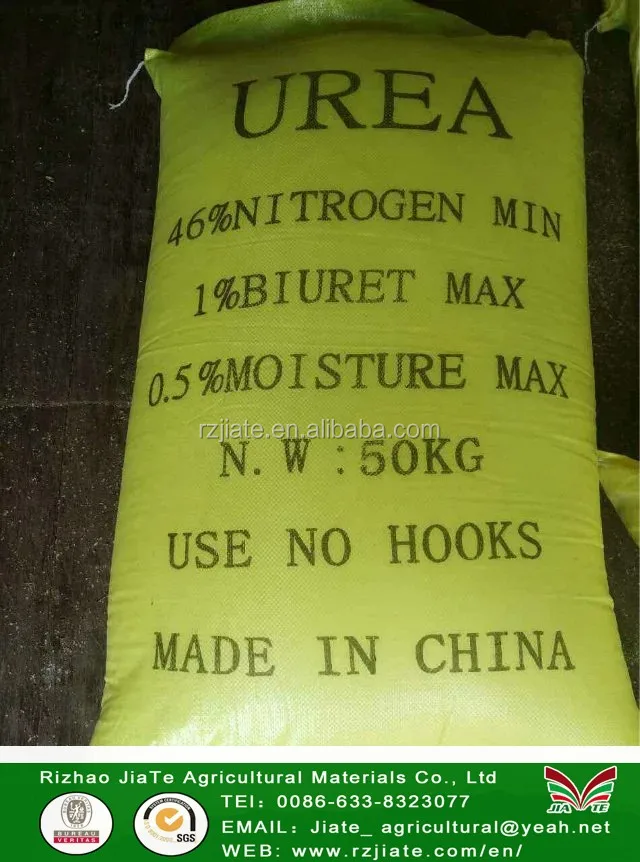 UREA
46%NITROGEN MIN
1%BIURET MAX
0.5%MOISTURE MAX
rzjiate.en.alibaba.com
N.W:50KG
USE NO HOOKS
MADE IN CHINA
Rizhao JiaTe Agricultural Materials Co., Ltd
TEl: 0086-633-8323077
EMAIL: Jiate_ agricultural@yeah.net
WEB: www.rzjiate.com/en/
BUREAU
VERITAS
SGS
JIA TE